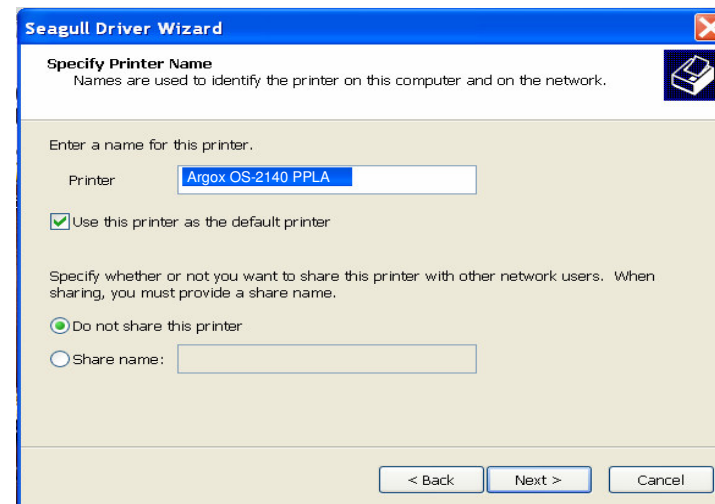 Seagull Driver Wizard
Specify Printer Name
Names are used to identify the printer on this computer and on the network.
Enter a name for this printer.
Printer
Argox OS-2140 PPLA
Use this printer as the default printer
Specify whether or not you want to share this printer with other network users. When
sharing, you must provide a share name.
Do not share this printer
Share name:
< Back
Next >
Cancel